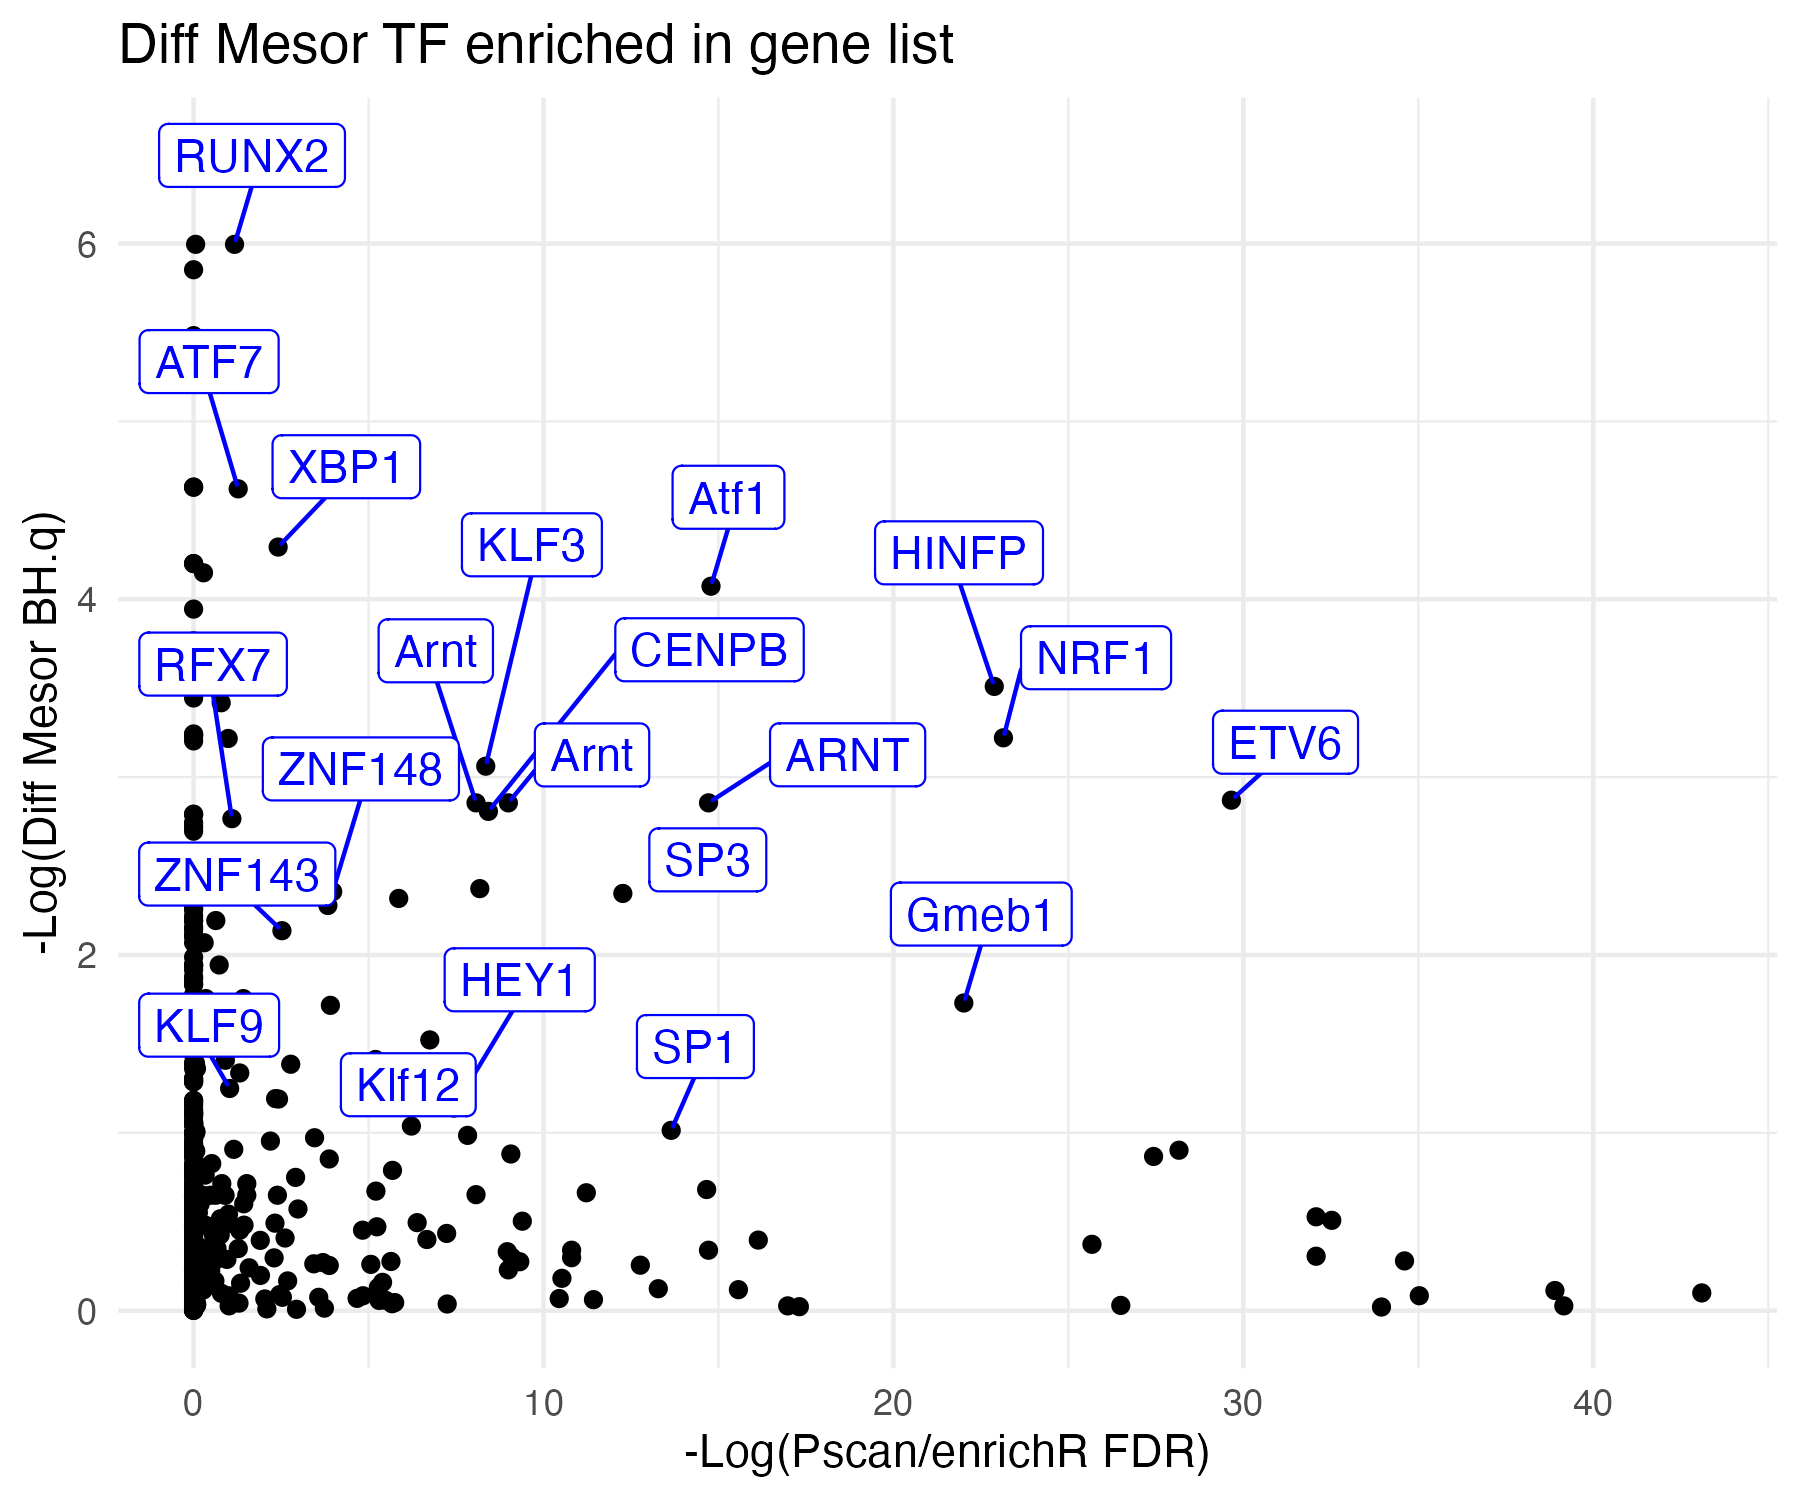 Diff Mesor TF enriched in gene list
RUNX2
6
ATF7
XBP1
Atf1
KLF3
HINFP
4
Arnt
CENPB
NRF1
RFX7
ETV6
Arnt
ARNT
ZNF148
SP3
ZNF143
Gmeb1
2
HEY1
KLF9
SP1
Klf12
0
-Log(Diff Mesor BH.q)
0 10 20 30 40
-Log(Pscan/enrichR FDR)